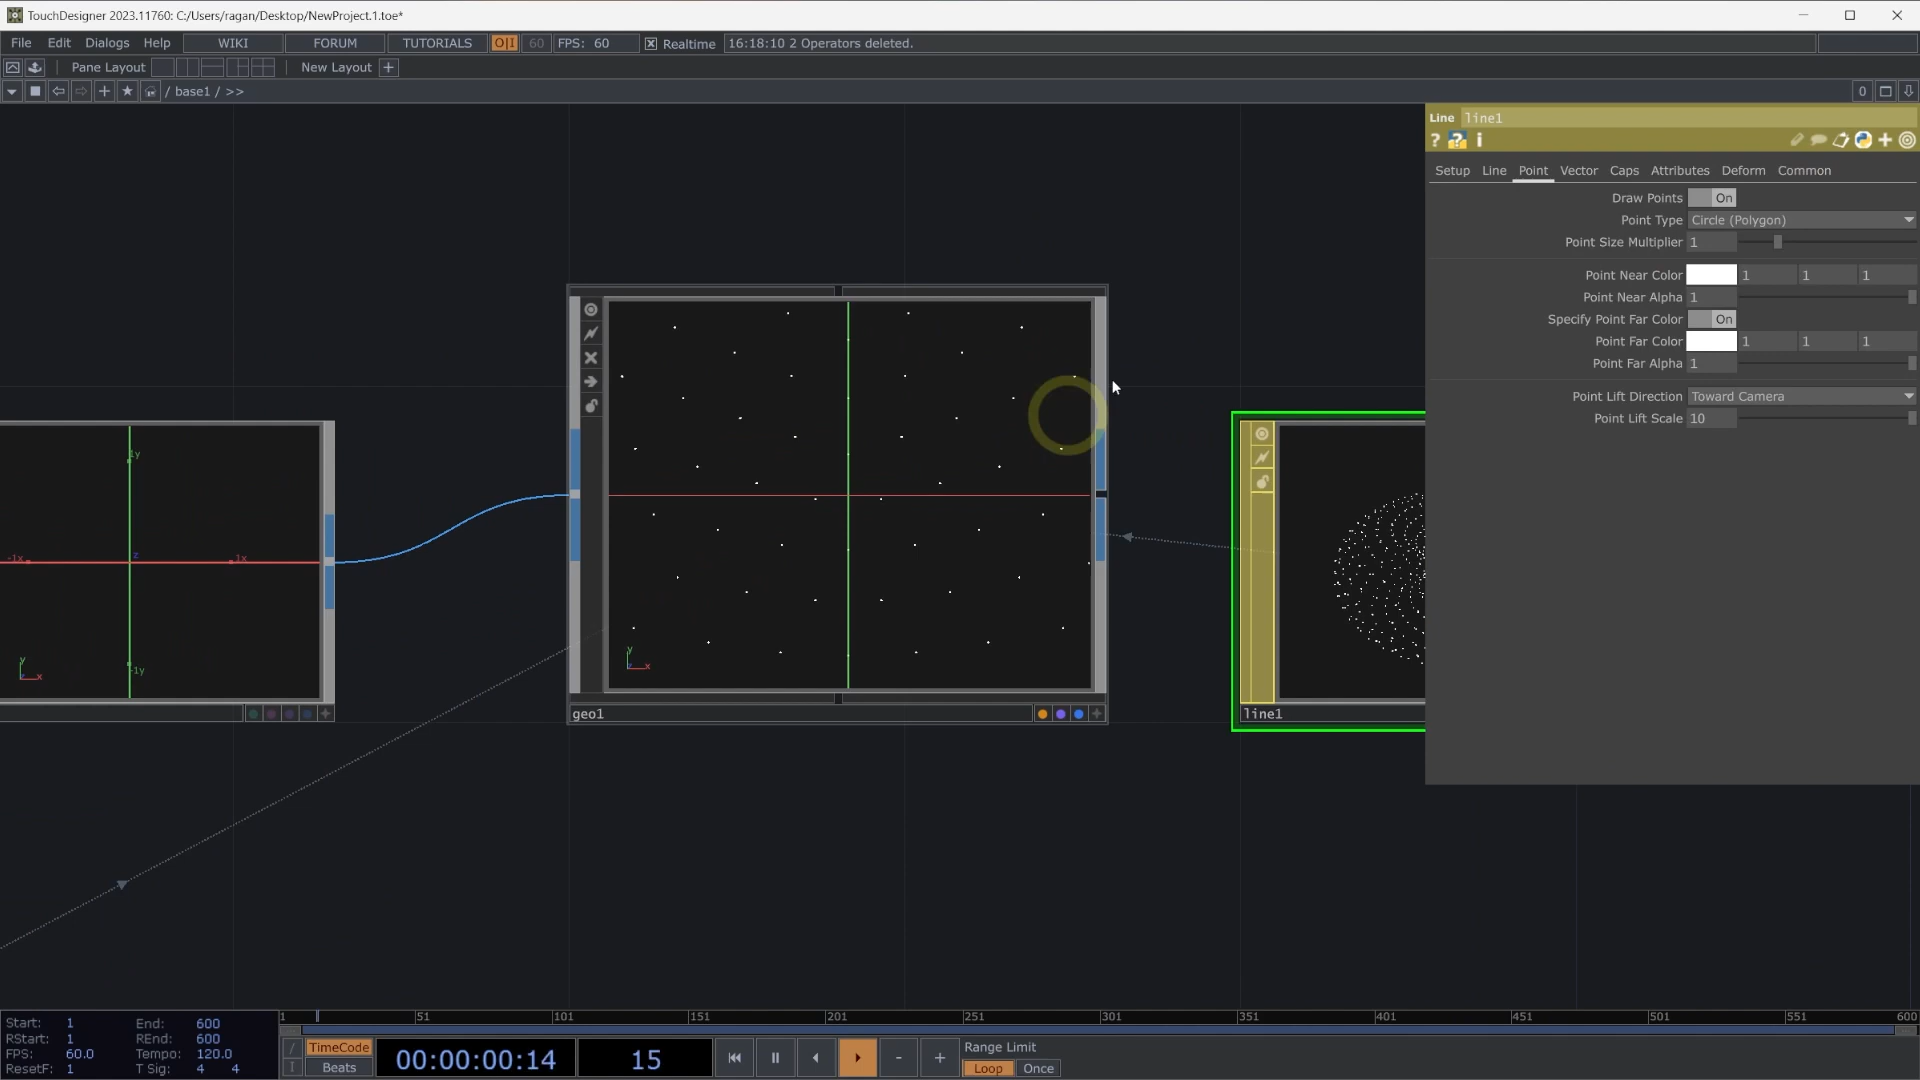 TouchDesigner 2023.11760: C:/Users/ragan/Desktop/NewProject.1.toe*
File Edit Dialogs Help WIKI FORUM TUTORIALS O|I 60 FPS: 60 Realtime 16:18:10 2 Operators deleted.
Pane Layout New Layout +
/ base1 / >> 0
Line line1
? ? i
Setup Line Point Vector Caps Attributes Deform Common
Draw Points On
Point Type Circle (Polygon)
Point Size Multiplier 1
Point Near Color 1 1 1
Point Near Alpha 1
Specify Point Far Color On
Point Far Color 1 1 1
Point Far Alpha 1
Point Lift Direction Toward Camera
Point Lift Scale 10
1y
-1x z 1x
-1y
y
x
y
x
geo1
line1
1 51 101 151 201 251 301 351 401 451 501 551 600
Start: 1 End: 600
RStart: 1 REnd: 600
FPS: 60.0 Tempo: 120.0
ResetF: 1 T Sig: 4 4
/ TimeCode
I Beats
00:00:00:14 15
- +
Range Limit
Loop Once